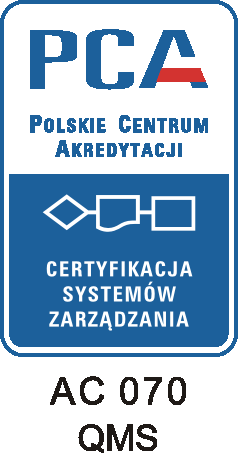 PCA
POLSKIE CENTRUM
AKREDYTACJI
CERTYFIKACJA
SYSTEMÓW
ZARZĄDZANIA
AC 070
QMS